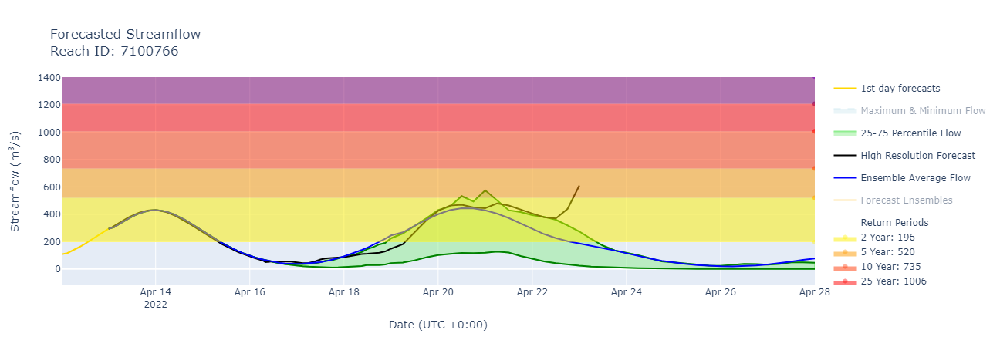 Forecasted Streamflow
Reach ID: 7100766
1400
1200
1000
800
600
400
200
0
Streamflow (m³/s)
Apr 14
2022
Apr 16
Apr 18
Apr 20
Apr 22
Apr 24
Apr 26
Apr 28
Date (UTC +0:00)
1st day forecasts
Maximum & Minimum Flow
25-75 Percentile Flow
High Resolution Forecast
Ensemble Average Flow
Forecast Ensembles
Return Periods
2 Year: 196
5 Year: 520
10 Year: 735
25 Year: 1006